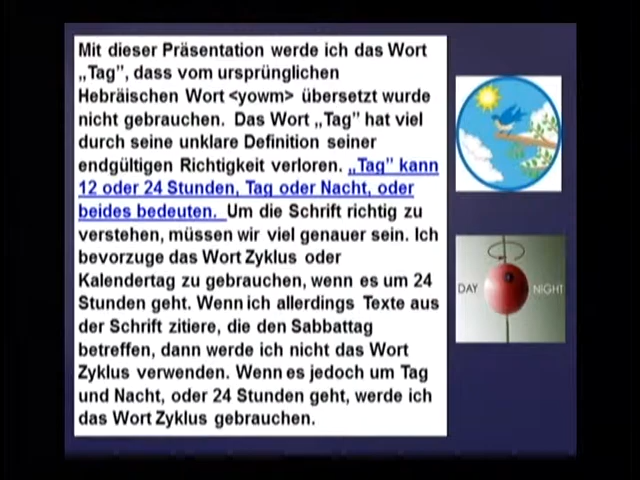 Mit dieser Präsentation werde ich das Wort
„Tag”, dass vom ursprünglichen
Hebräischen Wort <yowm> übersetzt wurde
nicht gebrauchen. Das Wort „Tag” hat viel
durch seine unklare Definition seiner
endgültigen Richtigkeit verloren. „Tag” kann
12 oder 24 Stunden, Tag oder Nacht, oder
beides bedeuten. Um die Schrift richtig zu
verstehen, müssen wir viel genauer sein. Ich
bevorzuge das Wort Zyklus oder
Kalendertag zu gebrauchen, wenn es um 24
Stunden geht. Wenn ich allerdings Texte aus
der Schrift zitiere, die den Sabbattag
betreffen, dann werde ich nicht das Wort
Zyklus verwenden. Wenn es jedoch um Tag
und Nacht, oder 24 Stunden geht, werde ich
das Wort Zyklus gebrauchen.
DAY NIGHT